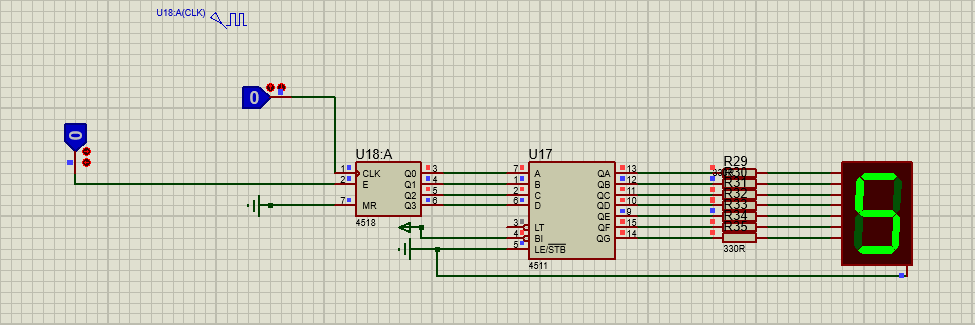 U18:A(CLK)
0
0
U18:A
1 CLK Q0 3
2 E Q1 4
Q2 5
7 MR Q3 6
4518
U17
7 A QA 13
1 B QB 12
2 C QC 11
6 D QD 10
QE 9
3 LT QF 15
4 BI QG 14
5 LE/STB
4511
R29
R30
R31
R32
R33
R34
R35
330R
5